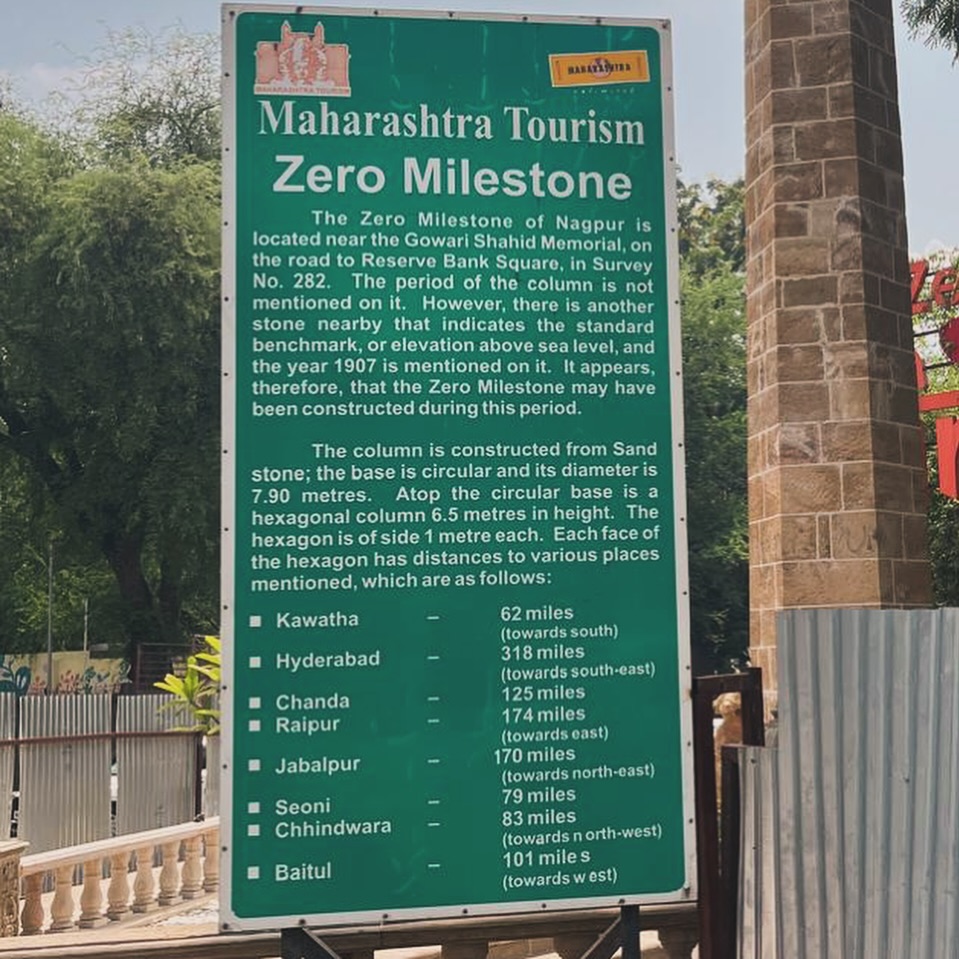 MAHARASHTRA TOURISM
MAHARASHTRA
unlimited
Maharashtra Tourism
Zero Milestone
The Zero Milestone of Nagpur is
located near the Gowari Shahid Memorial, on
the road to Reserve Bank Square, in Survey
No. 282. The period of the column is not
mentioned on it. However, there is another
stone nearby that indicates the standard
benchmark, or elevation above sea level, and
the year 1907 is mentioned on it. It appears,
therefore, that the Zero Milestone may have
been constructed during this period.
The column is constructed from Sand
stone; the base is circular and its diameter is
7.90 metres. Atop the circular base is a
hexagonal column 6.5 metres in height. The
hexagon is of side 1 metre each. Each face of
the hexagon has distances to various places
mentioned, which are as follows:
Kawatha – 62 miles
(towards south)
Hyderabad – 318 miles
(towards south-east)
Chanda – 125 miles
Raipur – 174 miles
(towards east)
Jabalpur – 170 miles
(towards north-east)
Seoni – 79 miles
Chhindwara – 83 miles
(towards n orth-west)
Baitul – 101 mile s
(towards w est)
Ze